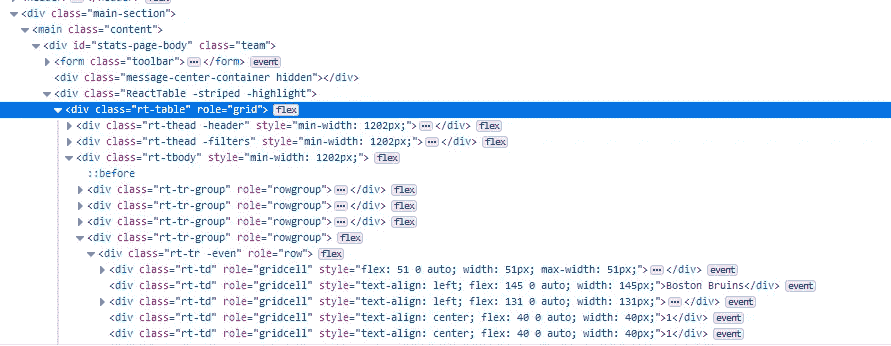 <div class="main-section">
<main class="content">
<div id="stats-page-body" class="team">
<form class="toolbar">⋯</form> event
<div class="message-center-container hidden"></div>
<div class="ReactTable -striped -highlight">
<div class="rt-table" role="grid"> flex
<div class="rt-thead -header" style="min-width: 1202px;">⋯</div> flex
<div class="rt-thead -filters" style="min-width: 1202px;">⋯</div> flex
<div class="rt-tbody" style="min-width: 1202px;"> flex
::before
<div class="rt-tr-group" role="rowgroup">⋯</div> flex
<div class="rt-tr-group" role="rowgroup">⋯</div> flex
<div class="rt-tr-group" role="rowgroup">⋯</div> flex
<div class="rt-tr-group" role="rowgroup"> flex
<div class="rt-tr -even" role="row"> flex
<div class="rt-td" role="gridcell" style="flex: 51 0 auto; width: 51px; max-width: 51px;">⋯</div> event
<div class="rt-td" role="gridcell" style="text-align: left; flex: 145 0 auto; width: 145px;">Boston Bruins</div> event
<div class="rt-td" role="gridcell" style="text-align: left; flex: 131 0 auto; width: 131px;">⋯</div> event
<div class="rt-td" role="gridcell" style="text-align: center; flex: 40 0 auto; width: 40px;">1</div> event
<div class="rt-td" role="gridcell" style="text-align: center; flex: 40 0 auto; width: 40px;">1</div> event